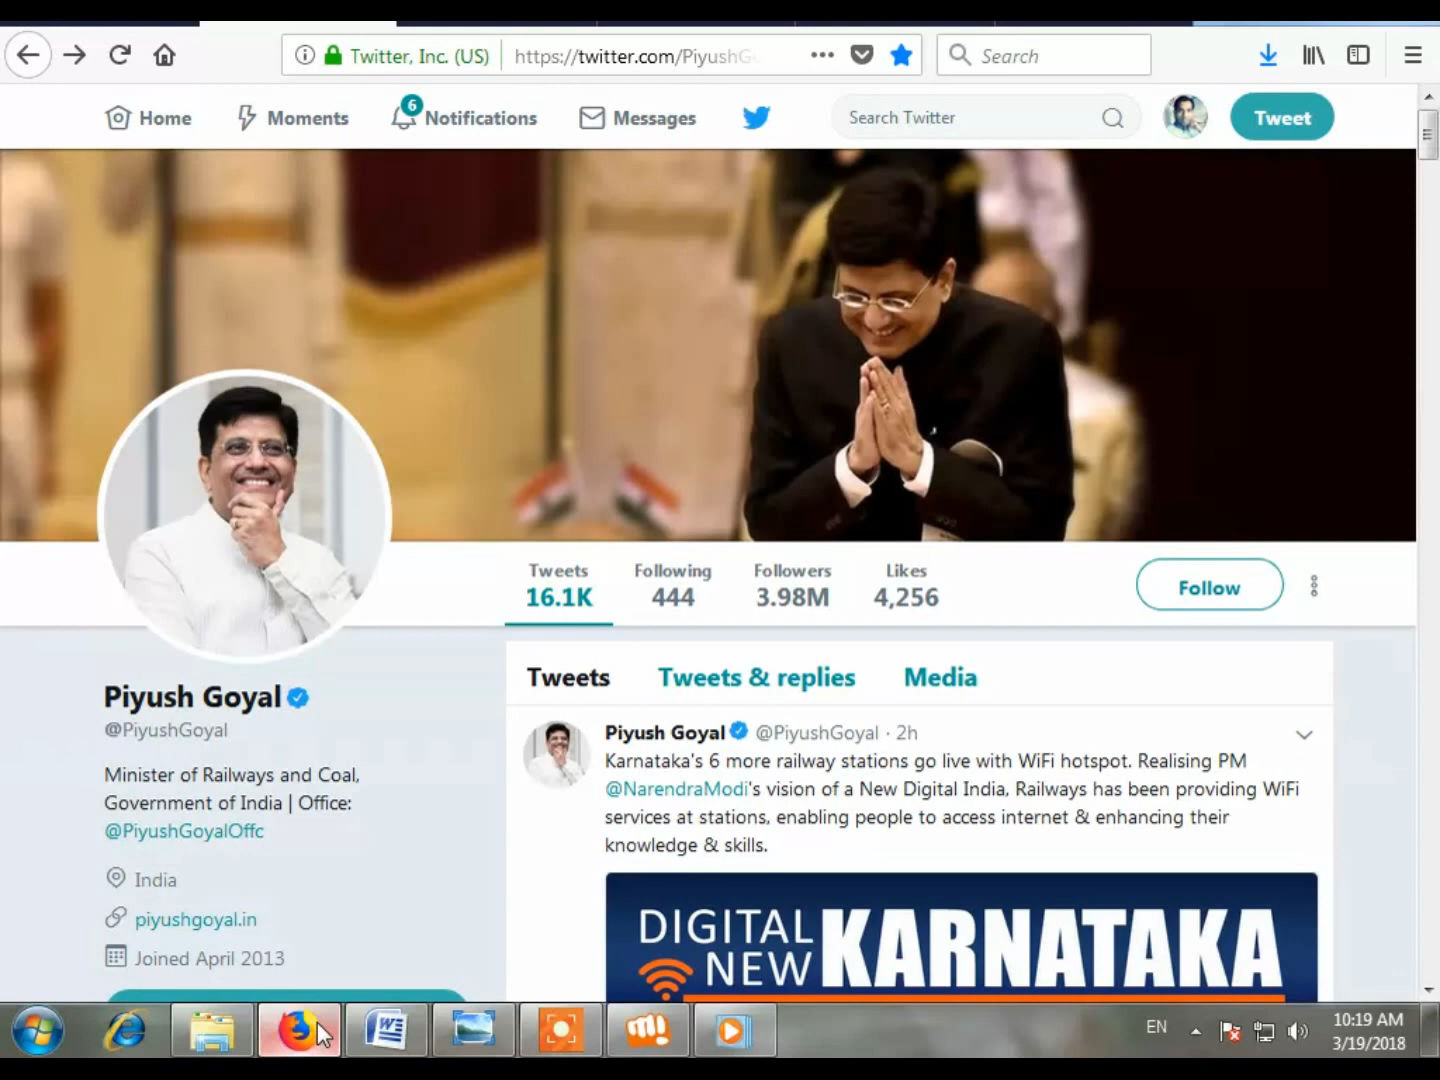 Twitter, Inc. (US)
https://twitter.com/PiyushG
Search
Home
Moments
6
Notifications
Messages
Search Twitter
Tweet
Tweets
16.1K
Following
444
Followers
3.98M
Likes
4,256
Follow
Piyush Goyal
@PiyushGoyal
Minister of Railways and Coal,
Government of India | Office:
@PiyushGoyalOffc
India
piyushgoyal.in
Joined April 2013
Tweets
Tweets & replies
Media
Piyush Goyal @PiyushGoyal · 2h
Karnataka's 6 more railway stations go live with WiFi hotspot. Realising PM
@NarendraModi's vision of a New Digital India, Railways has been providing WiFi
services at stations, enabling people to access internet & enhancing their
knowledge & skills.
DIGITAL
NEW
KARNATAKA
EN
10:19 AM
3/19/2018